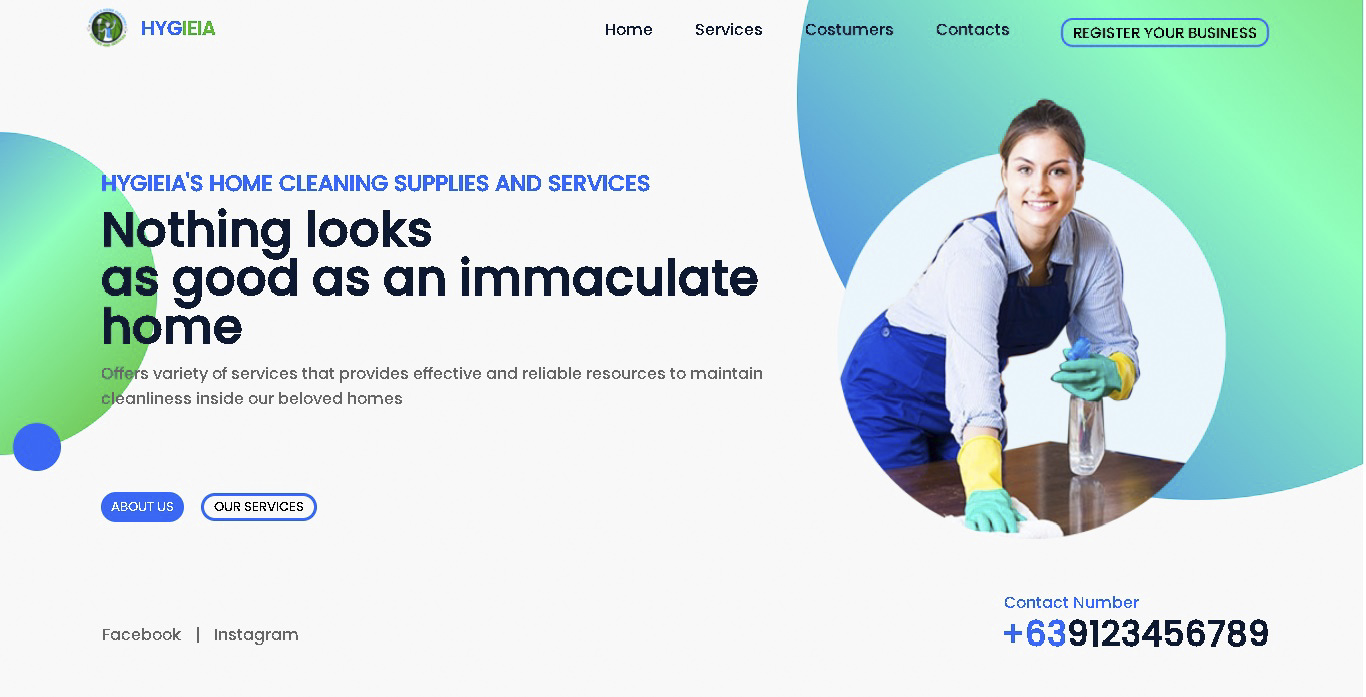 HYGIEIA
Home
Services
Costumers
Contacts
REGISTER YOUR BUSINESS
HYGIEIA'S HOME CLEANING SUPPLIES AND SERVICES
Nothing looks
as good as an immaculate
home
Offers variety of services that provides effective and reliable resources to maintain
cleanliness inside our beloved homes
ABOUT US
OUR SERVICES
Contact Number
+639123456789
Facebook | Instagram